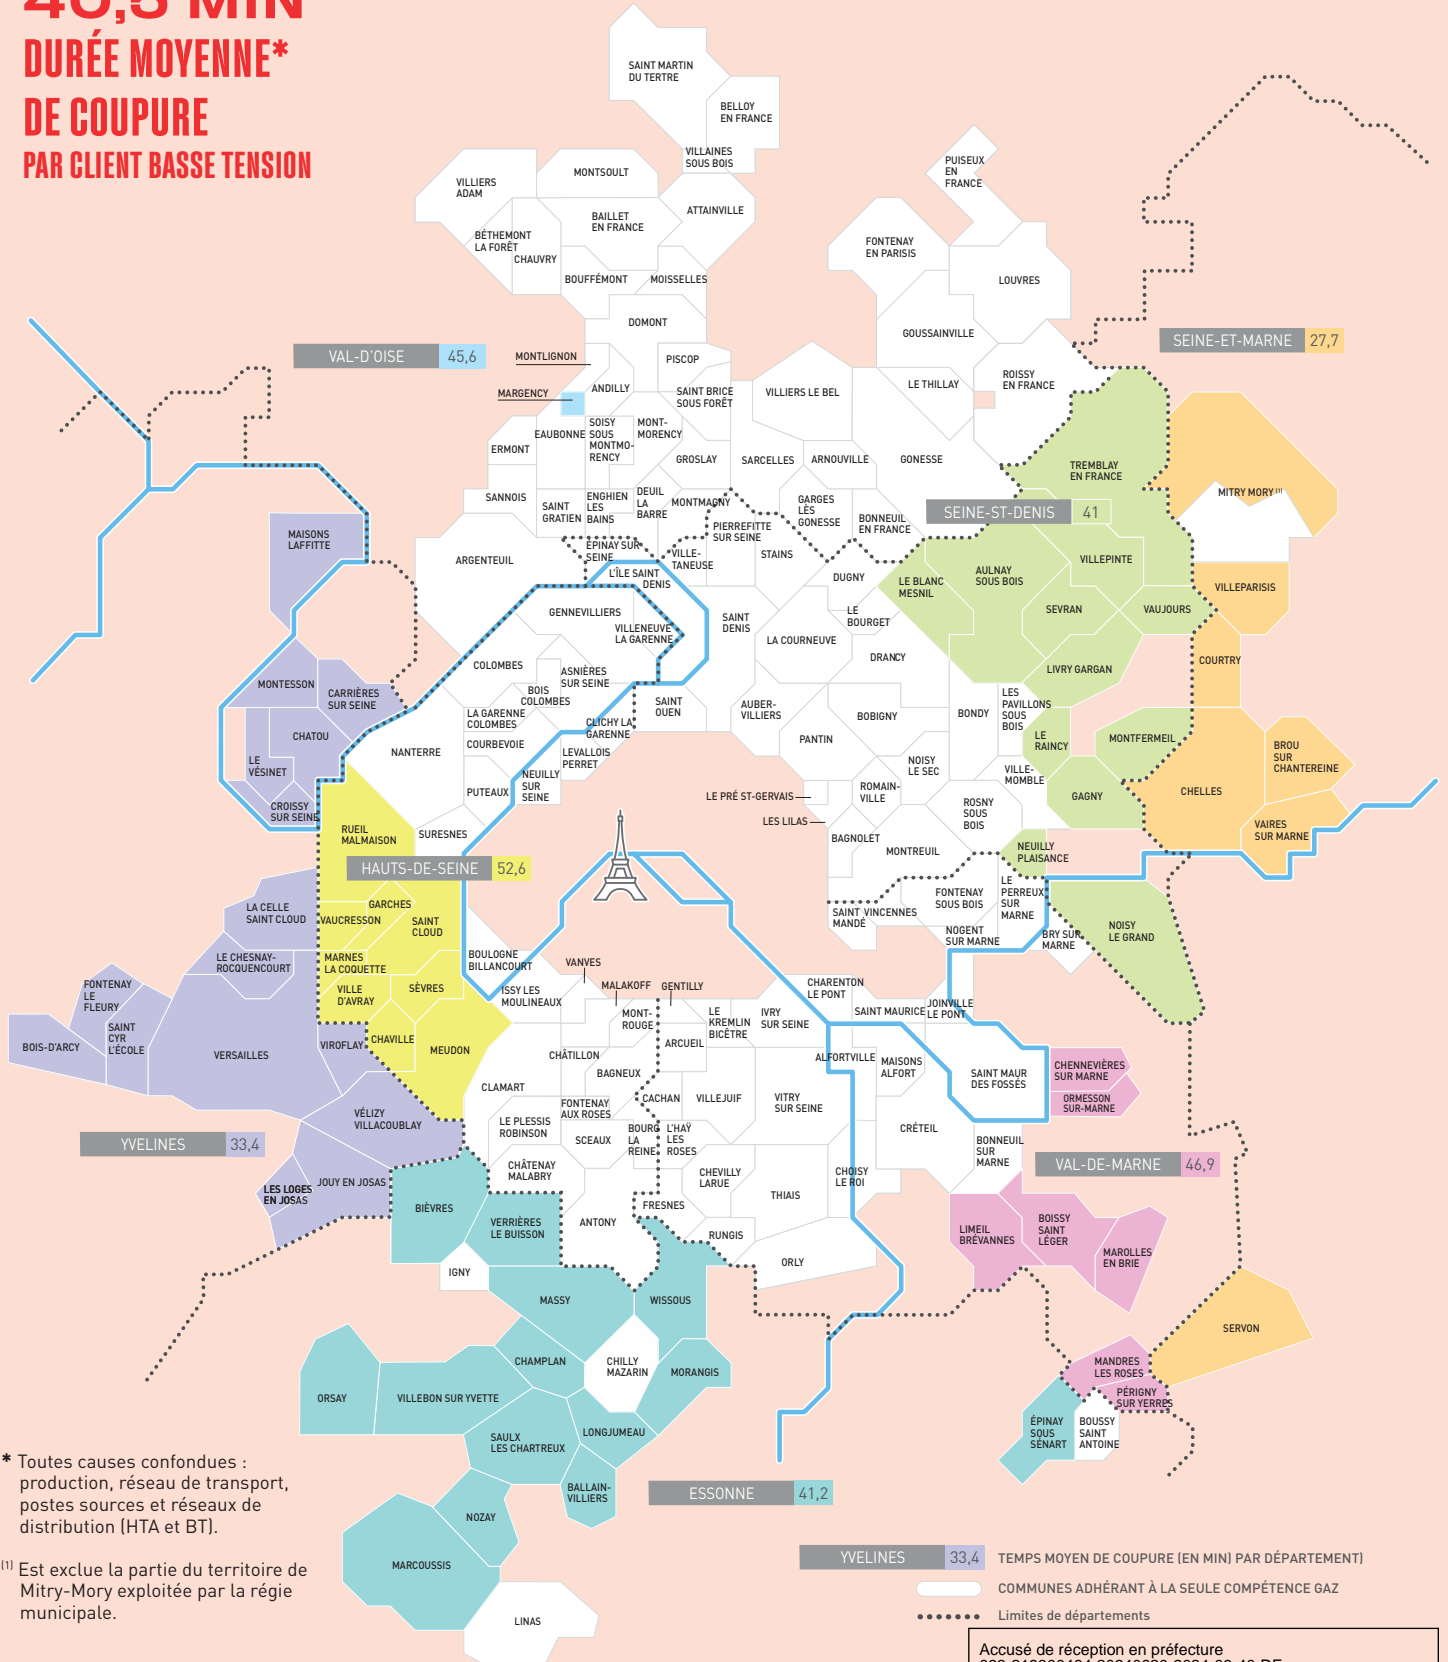 40,5 MIN
DURÉE MOYENNE*
DE COUPURE
PAR CLIENT BASSE TENSION
SAINT MARTIN
DU TERTRE
BELLOY
EN FRANCE
VILLAINES
SOUS BOIS
VILLIERS
ADAM
MONTSOULT
BAILLET
EN FRANCE
ATTAINVILLE
BÉTHEMONT
LA FORÊT
CHAUVRY
BOUFFÉMONT
MOISSELLES
PUISEUX
EN
FRANCE
FONTENAY
EN PARISIS
LOUVRES
DOMONT
GOUSSAINVILLE
VAL-D'OISE 45,6
MONTLIGNON
MARGENCY
ANDILLY
PISCOP
SAINT BRICE
SOUS FORÊT
VILLIERS LE BEL
LE THILLAY
ROISSY
EN FRANCE
SEINE-ET-MARNE 27,7
ERMONT
EAUBONNE
SOISY
SOUS
MONTMO-
RENCY
MONT-
MORENCY
GROSLAY
SARCELLES
ARNOUVILLE
GONESSE
TREMBLAY
EN FRANCE
MITRY MORY (1)
SANNOIS
SAINT
GRATIEN
ENGHIEN
LES
BAINS
DEUIL
LA
BARRE
MONTMAGNY
GARGES
LÈS
GONESSE
BONNEUIL
EN FRANCE
SEINE-ST-DENIS 41
MAISONS
LAFFITTE
ARGENTEUIL
ÉPINAY SUR
SEINE
L'ÎLE SAINT
DENIS
VILLE-
TANEUSE
PIERREFITTE
SUR SEINE
STAINS
DUGNY
LE
BOURGET
LE BLANC
MESNIL
AULNAY
SOUS BOIS
VILLEPINTE
SEVRAN
VAUJOURS
VILLEPARISIS
GENNEVILLIERS
VILLENEUVE
LA GARENNE
SAINT
DENIS
LA COURNEUVE
DRANCY
LIVRY GARGAN
COURTRY
MONTESSON
CARRIÈRES
SUR SEINE
COLOMBES
BOIS
COLOMBES
ASNIÈRES
SUR SEINE
LA GARENNE
COLOMBES
CLICHY LA
GARENNE
SAINT
OUEN
AUBER-
VILLIERS
BOBIGNY
BONDY
LES
PAVILLONS
SOUS
BOIS
LE
RAINCY
MONTFERMEIL
CHATOU
LE
VÉSINET
CROISSY
SUR SEINE
NANTERRE
COURBEVOIE
LEVALLOIS
PERRET
PUTEAUX
NEUILLY
SUR
SEINE
PANTIN
NOISY
LE SEC
VILLE-
MOMBLE
GAGNY
CHELLES
BROU
SUR
CHANTEREINE
VAIRES
SUR MARNE
LE PRÉ ST-GERVAIS
LES LILAS
ROMAIN-
VILLE
ROSNY
SOUS
BOIS
BAGNOLET
MONTREUIL
NEUILLY
PLAISANCE
RUEIL
MALMAISON
SURESNES
HAUTS-DE-SEINE 52,6
LA CELLE
SAINT CLOUD
VAUCRESSON
GARCHES
SAINT
CLOUD
SAINT
MANDÉ
VINCENNES
FONTENAY
SOUS BOIS
LE
PERREUX
SUR
MARNE
NOGENT
SUR MARNE
BRY SUR
MARNE
NOISY
LE GRAND
LE CHESNAY-
ROCQUENCOURT
MARNES
LA COQUETTE
VILLE
D'AVRAY
SÈVRES
BOULOGNE
BILLANCOURT
ISSY LES
MOULINEAUX
VANVES
MALAKOFF
GENTILLY
CHARENTON
LE PONT
SAINT MAURICE
JOINVILLE
LE PONT
FONTENAY
LE
FLEURY
SAINT
CYR
L'ÉCOLE
BOIS-D'ARCY
VERSAILLES
VIROFLAY
CHAVILLE
MEUDON
CLAMART
CHÂTILLON
MONT-
ROUGE
ARCUEIL
LE
KREMLIN
BICÊTRE
IVRY
SUR SEINE
ALFORTVILLE
MAISONS
ALFORT
SAINT MAUR
DES FOSSÉS
CHENNEVIÈRES
SUR MARNE
ORMESSON
SUR-MARNE
BAGNEUX
CACHAN
VILLEJUIF
VITRY
SUR SEINE
CRÉTEIL
BONNEUIL
SUR
MARNE
VÉLIZY
VILLACOUBLAY
YVELINES 33,4
LE PLESSIS
ROBINSON
FONTENAY
AUX ROSES
SCEAUX
BOURG
LA
REINE
L'HAŸ
LES
ROSES
CHEVILLY
LARUE
THIAIS
CHOISY
LE ROI
VAL-DE-MARNE 46,9
LES LOGES
EN JOSAS
JOUY EN JOSAS
CHÂTENAY
MALABRY
BIÈVRES
VERRIÈRES
LE BUISSON
ANTONY
FRESNES
RUNGIS
ORLY
LIMEIL
BRÉVANNES
BOISSY
SAINT
LÉGER
MAROLLES
EN BRIE
IGNY
MASSY
WISSOUS
SERVON
CHAMPLAN
CHILLY
MAZARIN
MORANGIS
MANDRES
LES ROSES
PÉRIGNY
SUR YERRES
ORSAY
VILLEBON SUR YVETTE
LONGJUMEAU
SAULX
LES CHARTREUX
ÉPINAY
SOUS
SÉNART
BOUSSY
SAINT
ANTOINE
BALLAIN-
VILLIERS
ESSONNE 41,2
NOZAY
MARCOUSSIS
LINAS
* Toutes causes confondues :
production, réseau de transport,
postes sources et réseaux de
distribution (HTA et BT).
(1) Est exclue la partie du territoire de
Mitry-Mory exploitée par la régie
municipale.
YVELINES 33,4 TEMPS MOYEN DE COUPURE (EN MIN) PAR DÉPARTEMENT)
COMMUNES ADHÉRANT À LA SEULE COMPÉTENCE GAZ
Limites de départements
Accusé de réception en préfecture